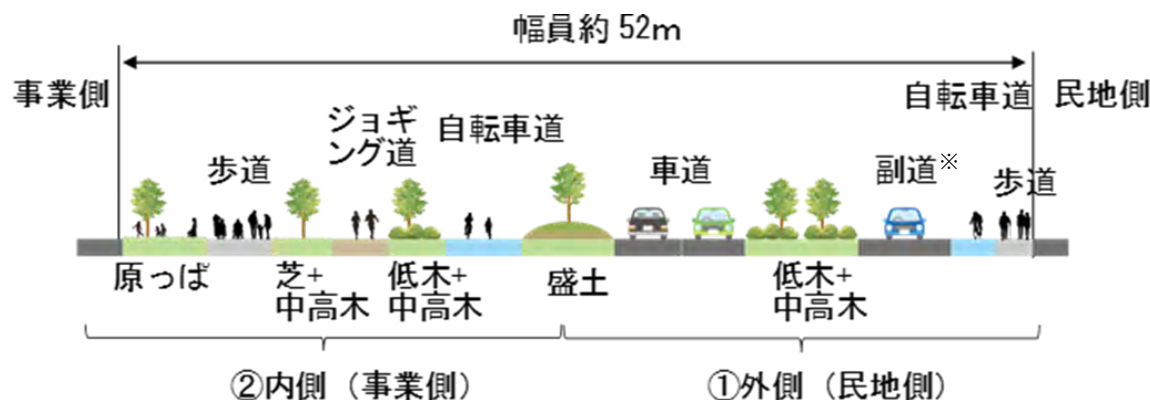 幅員約 52m
事業側
自転車道
民地側
ジョギ
ング道
自転車道
歩道
車道
副道※
歩道
原っぱ
芝+
中高木
低木+
中高木
盛土
低木+
中高木
②内側（事業側）
①外側（民地側）